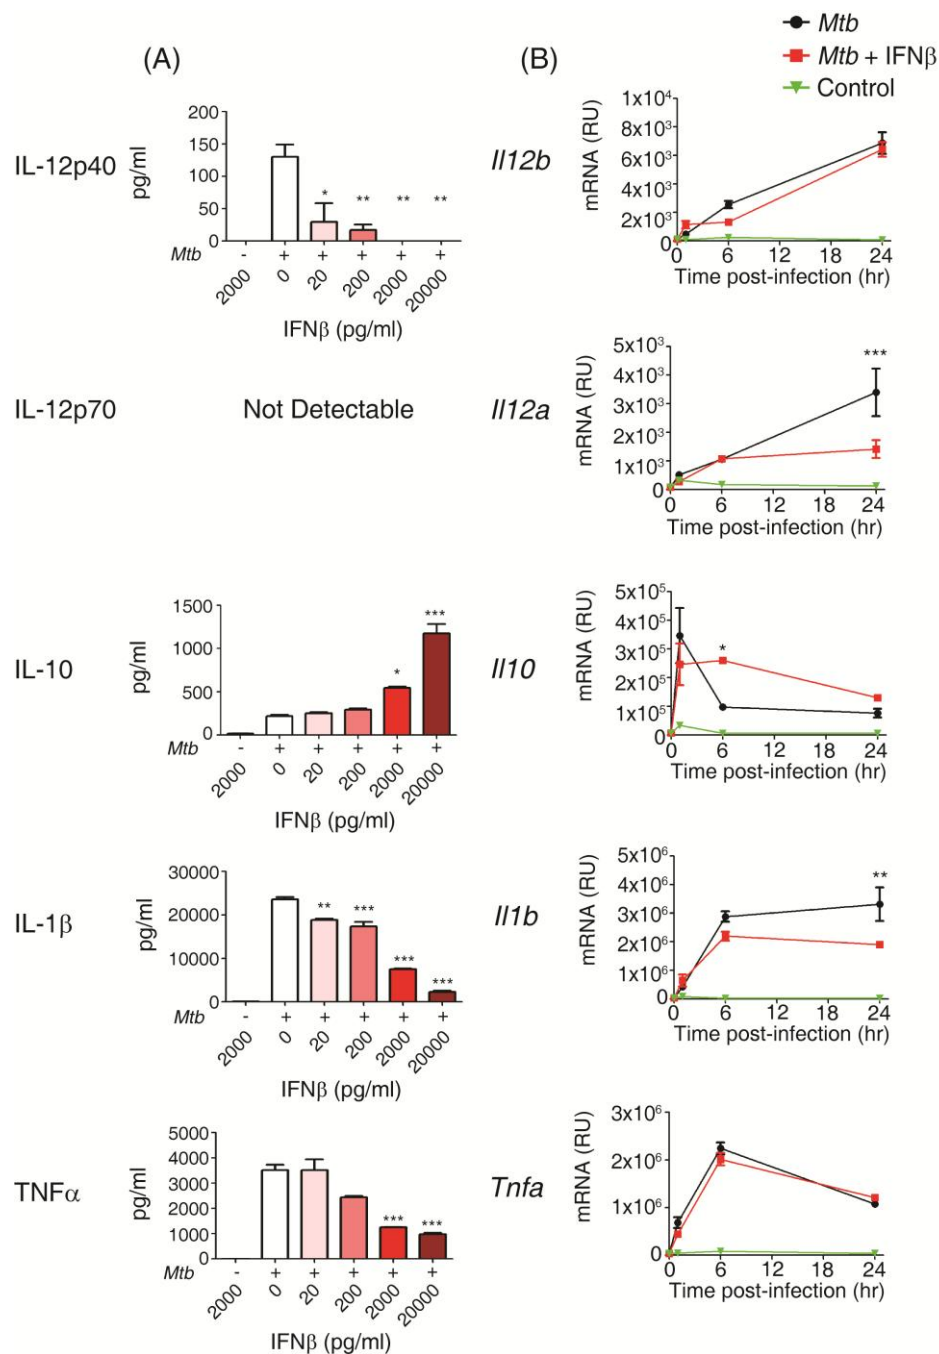 Mtb
Mtb + IFNβ
Control
(A)
(B)
IL-12p40
pg/ml
200
150
100
50
0
* ** ** **
Mtb - + + + + +
2000 0 20 200 2000 20000
IFNβ (pg/ml)
Il12b
mRNA (RU)
1x10⁴
8x10³
6x10³
4x10³
2x10³
0
0 6 12 18 24
Time post-infection (hr)
IL-12p70
Not Detectable
Il12a
mRNA (RU)
5x10³
4x10³
3x10³
2x10³
1x10³
0
***
0 6 12 18 24
Time post-infection (hr)
IL-10
pg/ml
1500
1000
500
0
* ***
Mtb - + + + + +
2000 0 20 200 2000 20000
IFNβ (pg/ml)
Il10
mRNA (RU)
5x10⁵
4x10⁵
3x10⁵
2x10⁵
1x10⁵
0
*
0 6 12 18 24
Time post-infection (hr)
IL-1β
pg/ml
30000
20000
10000
0
** *** *** ***
Mtb - + + + + +
2000 0 20 200 2000 20000
IFNβ (pg/ml)
Il1b
mRNA (RU)
5x10⁶
4x10⁶
3x10⁶
2x10⁶
1x10⁶
0
**
0 6 12 18 24
Time post-infection (hr)
TNFα
pg/ml
5000
4000
3000
2000
1000
0
*** ***
Mtb - + + + + +
2000 0 20 200 2000 20000
IFNβ (pg/ml)
Tnfa
mRNA (RU)
3x10⁶
2x10⁶
1x10⁶
0
0 6 12 18 24
Time post-infection (hr)